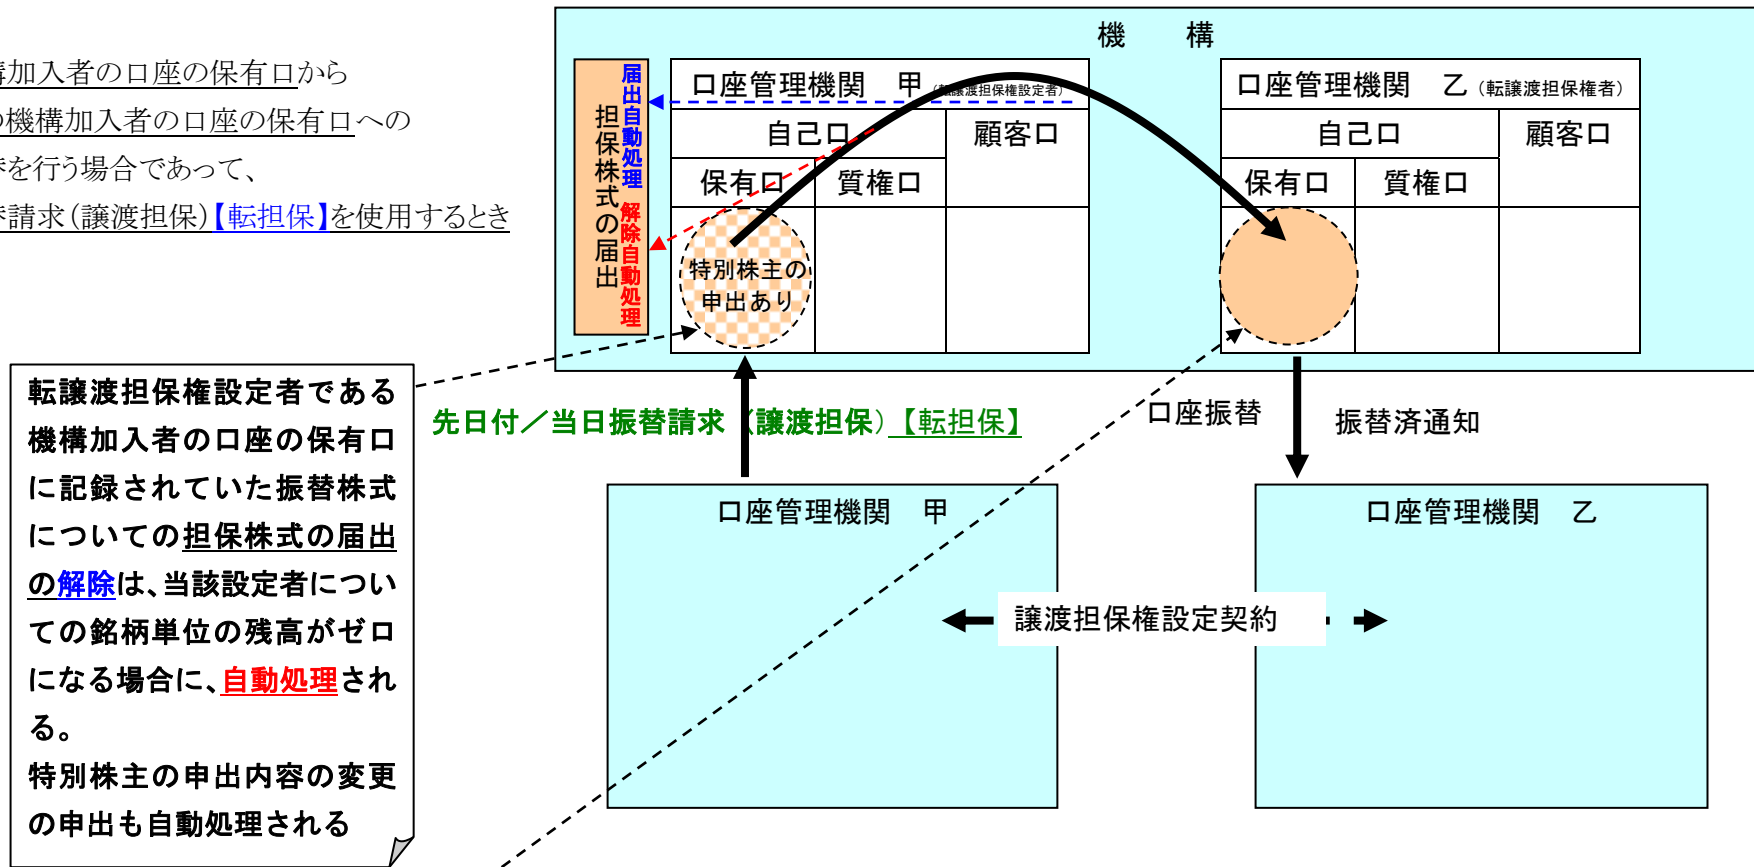 機　構
加入者の口座の保有口から
機構加入者の口座の保有口への
を行う場合であって、
請求（譲渡担保）【転担保】を使用するとき
担保株式の届出
届出自動処理
解除自動処理
口座管理機関　甲（転譲渡担保権設定者）
自己口
顧客口
保有口
質権口
特別株主の
申出あり
口座管理機関　乙（転譲渡担保権者）
自己口
顧客口
保有口
質権口
転譲渡担保権設定者である
機構加入者の口座の保有口
に記録されていた振替株式
についての担保株式の届出
の解除は、当該設定者につい
ての銘柄単位の残高がゼロ
になる場合に、自動処理され
る。
特別株主の申出内容の変更
の申出も自動処理される
先日付／当日振替請求（譲渡担保）【転担保】
口座振替
振替済通知
口座管理機関　甲
口座管理機関　乙
譲渡担保権設定契約